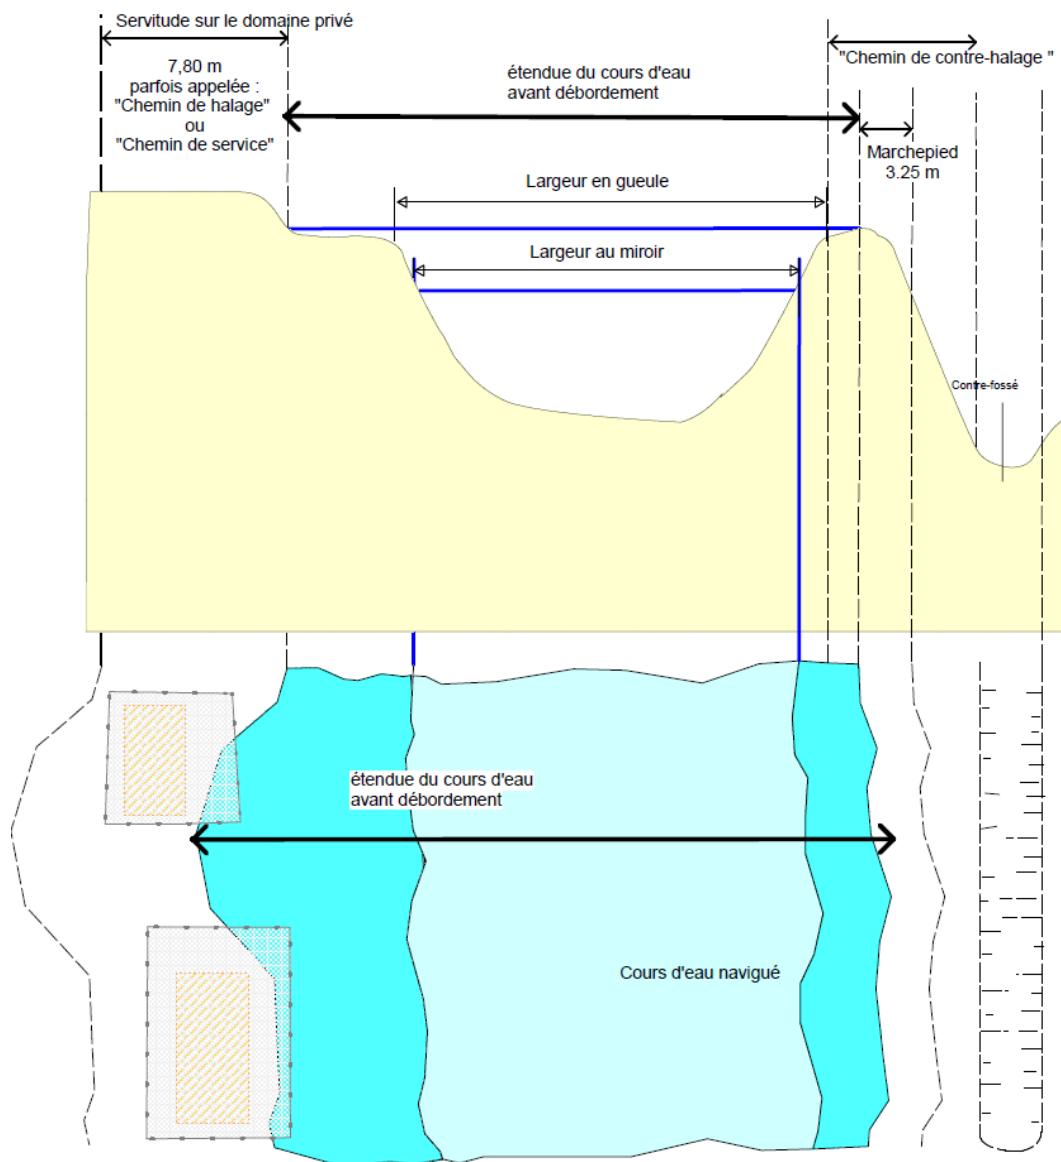 Servitude sur le domaine privé
7,80 m
parfois appelée :
"Chemin de halage"
ou
"Chemin de service"
étendue du cours d'eau
avant débordement
"Chemin de contre-halage "
Marchepied
3.25 m
Largeur en gueule
Largeur au miroir
Contre-fossé
étendue du cours d'eau
avant débordement
Cours d'eau navigué